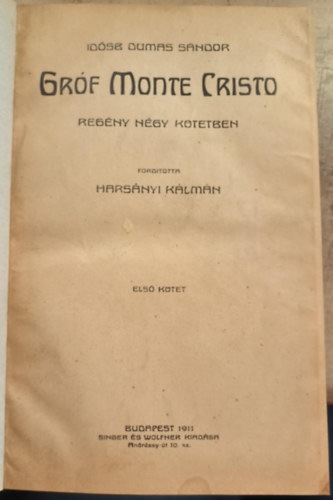 IDŐSB DUMAS SÁNDOR
GRÓF MONTE CRISTO
REGÉNY NÉGY KÖTETBEN
FORDITOTTA
HARSÁNYI KÁLMÁN
ELSŐ KÖTET
BUDAPEST 1911
SINGER ÉS WOLFNER KIADÁSA
Andrássy-út 10. sz.